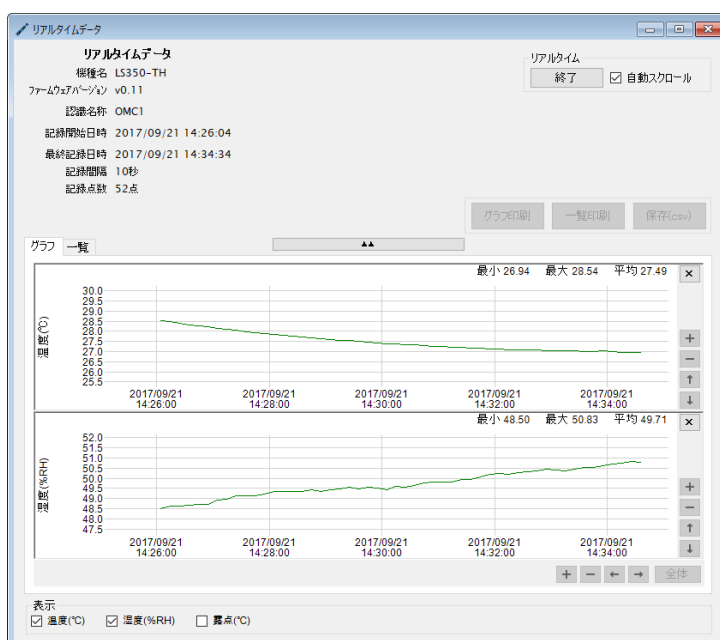 リアルタイムデータ
リアルタイムデータ
機種名 LS350-TH
ファームウェアバージョン v0.11
認識名称 OMC1
記録開始日時 2017/09/21 14:26:04
最終記録日時 2017/09/21 14:34:34
記録間隔 10秒
記録点数 52点
リアルタイム
終了 自動スクロール
グラフ印刷 一覧印刷 保存(csv)
グラフ 一覧
最小 26.94 最大 28.54 平均 27.49
温度(℃)
30.0
29.5
29.0
28.5
28.0
27.5
27.0
26.5
26.0
25.5
2017/09/21 2017/09/21 2017/09/21 2017/09/21 2017/09/21
14:26:00 14:28:00 14:30:00 14:32:00 14:34:00
最小 48.50 最大 50.83 平均 49.71
湿度(%RH)
52.0
51.5
51.0
50.5
50.0
49.5
49.0
48.5
48.0
47.5
2017/09/21 2017/09/21 2017/09/21 2017/09/21 2017/09/21
14:26:00 14:28:00 14:30:00 14:32:00 14:34:00
全体
表示
温度(℃) 湿度(%RH) 露点(℃)